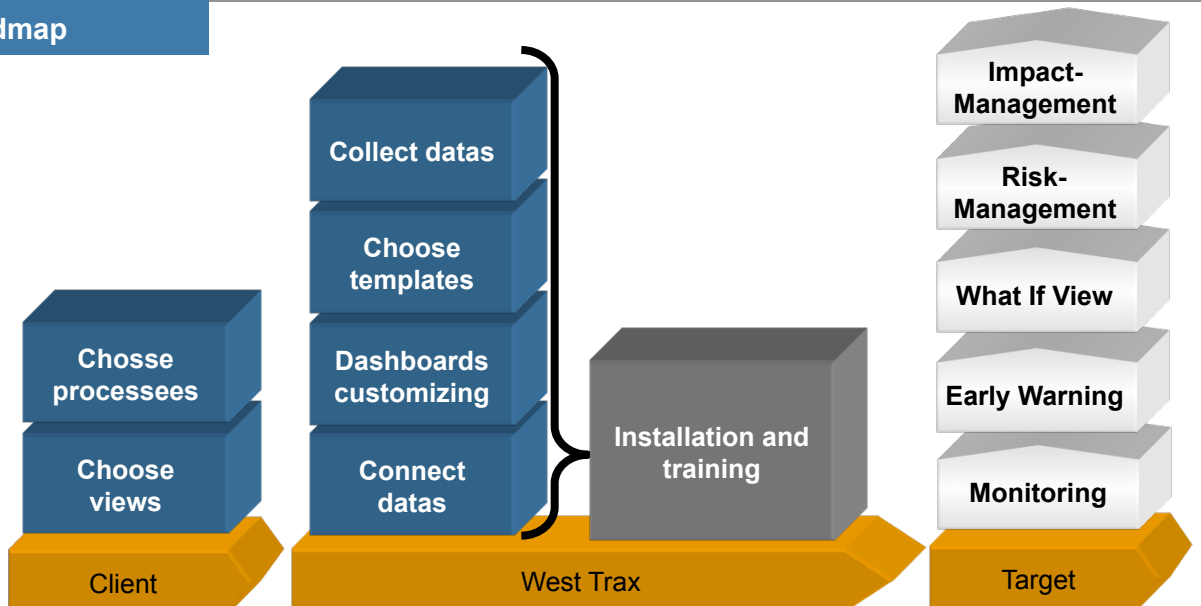 dmap
Chosse
processees
Choose
views
Client
Collect datas
Choose
templates
Dashboards
customizing
Connect
datas
Installation and
training
West Trax
Impact-
Management
Risk-
Management
What If View
Early Warning
Monitoring
Target